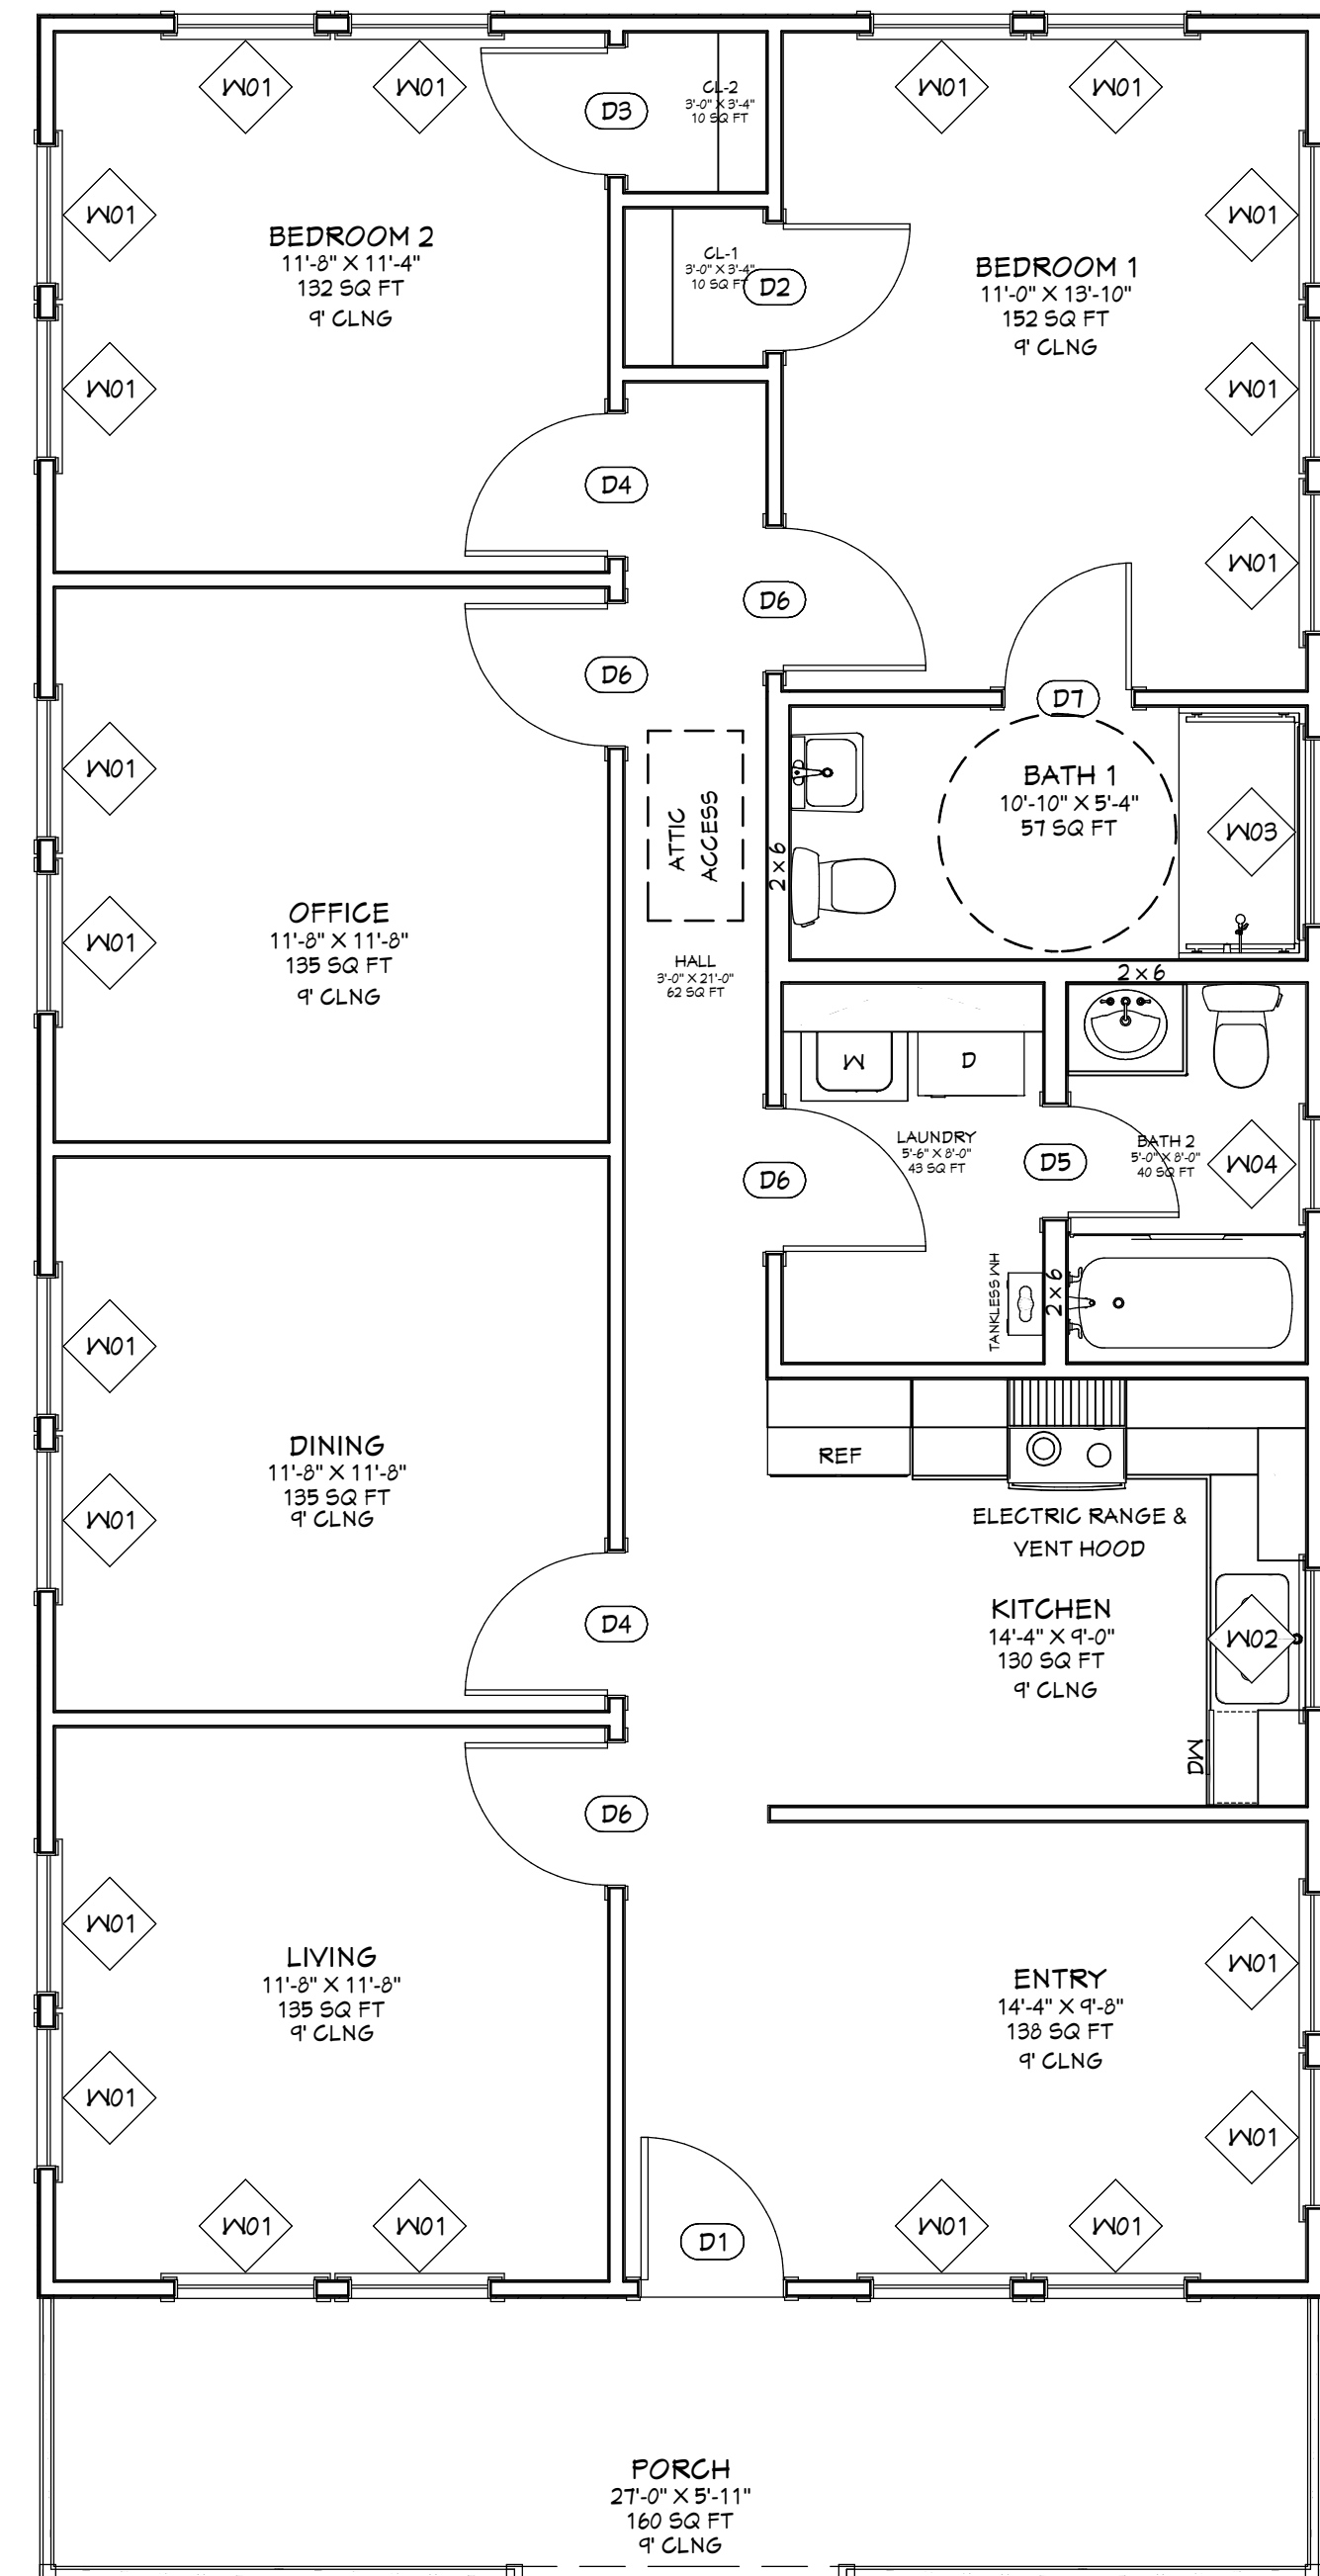 W01
W01
W01
W01
D3
CL-2
3'-0" X 3'-4"
10 SQ FT
W01
W01
BEDROOM 2
11'-8" X 11'-4"
132 SQ FT
9' CLNG
CL-1
3'-0" X 3'-4"
10 SQ FT
D2
BEDROOM 1
11'-0" X 13'-10"
152 SQ FT
9' CLNG
W01
W01
W01
D4
W01
D6
D6
D7
OFFICE
11'-8" X 11'-8"
135 SQ FT
9' CLNG
W01
W01
ATTIC
ACCESS
HALL
3'-0" X 21'-0"
62 SQ FT
2 x 6
BATH 1
10'-10" X 5'-4"
57 SQ FT
W03
2 x 6
W
D
LAUNDRY
5'-6" X 8'-0"
43 SQ FT
D6
D5
BATH 2
5'-0" X 8'-0"
40 SQ FT
W04
TANKLESS WH
2 x 6
W01
W01
DINING
11'-8" X 11'-8"
135 SQ FT
9' CLNG
D4
REF
ELECTRIC RANGE &
VENT HOOD
KITCHEN
14'-4" X 9'-0"
130 SQ FT
9' CLNG
W02
DW
D6
LIVING
11'-8" X 11'-8"
135 SQ FT
9' CLNG
W01
W01
W01
W01
ENTRY
14'-4" X 9'-8"
138 SQ FT
9' CLNG
W01
W01
D1
W01
W01
PORCH
27'-0" X 5'-11"
160 SQ FT
9' CLNG